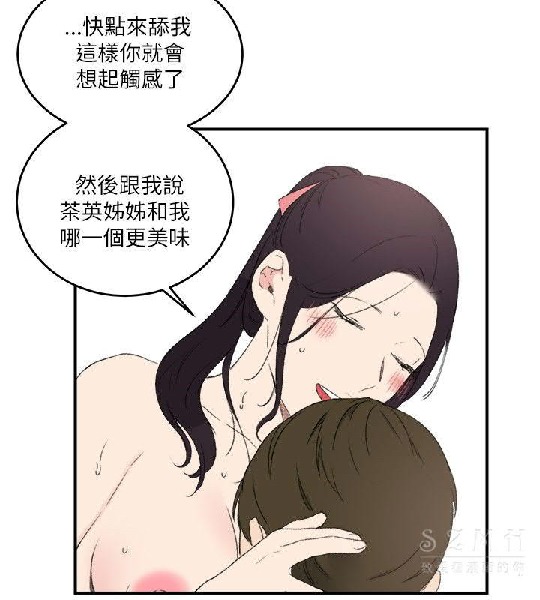 ...快點來舔我
這樣你就會
想起觸感了
然後跟我說
茶英姊姊和我
哪一個更美味